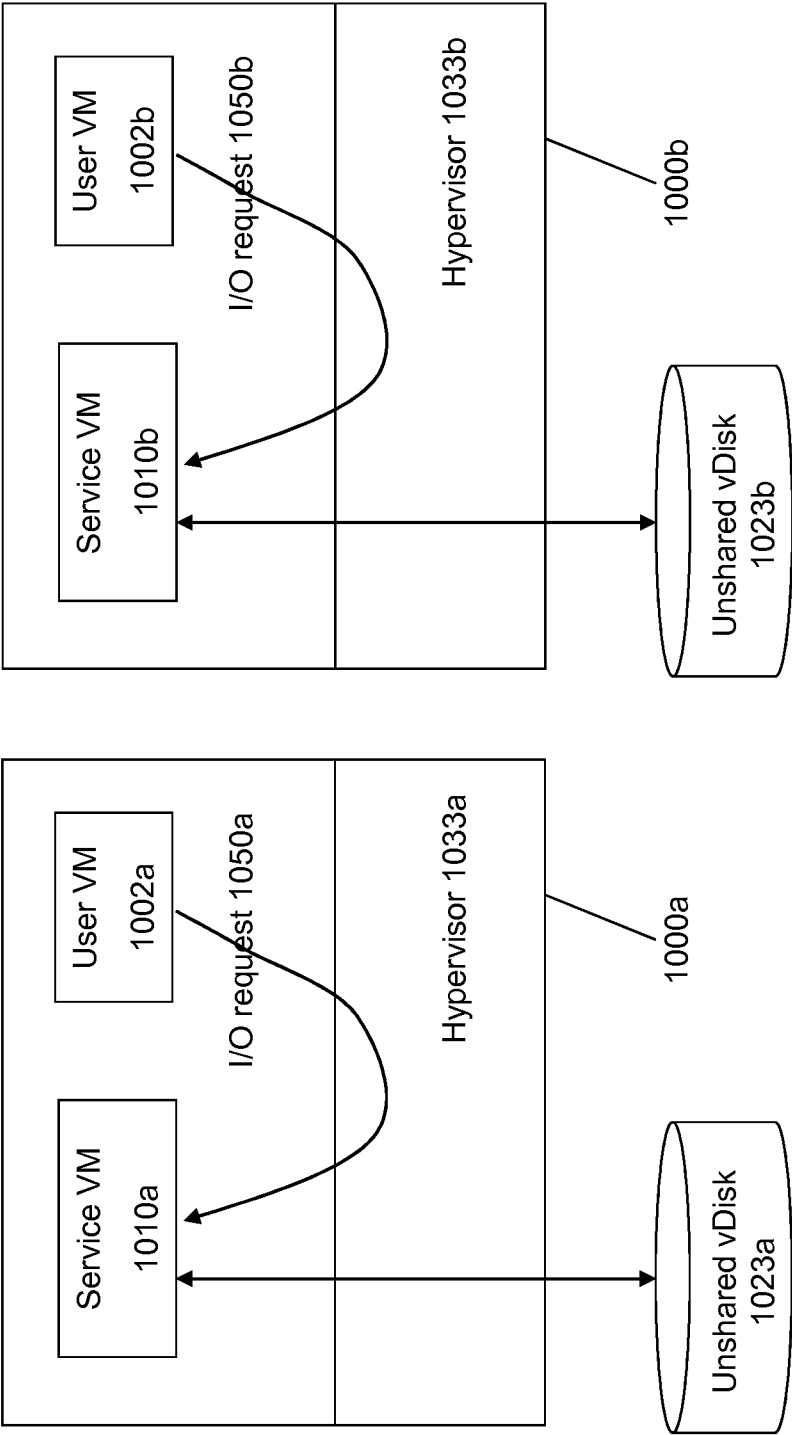 Service VM
1010a
User VM
1002a
I/O request 1050a
Hypervisor 1033a
1000a
Unshared vDisk
1023a
Service VM
1010b
User VM
1002b
I/O request 1050b
Hypervisor 1033b
1000b
Unshared vDisk
1023b